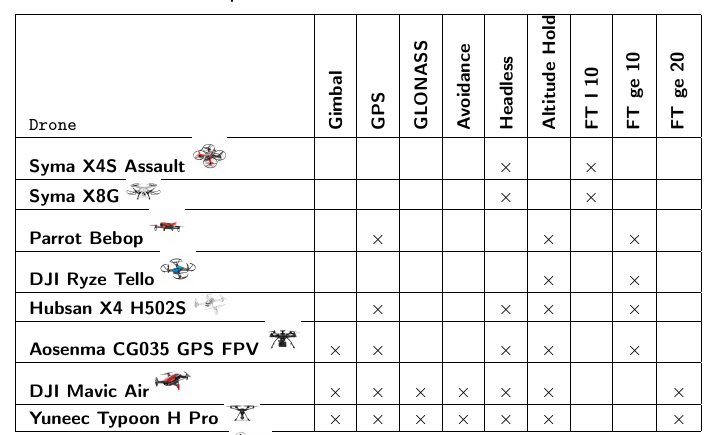 Drone Gimbal GPS GLONASS Avoidance Headless Altitude Hold FT l 10 FT ge 10 FT ge 20
Syma X4S Assault × ×
Syma X8G × ×
Parrot Bebop × × ×
DJI Ryze Tello × ×
Hubsan X4 H502S × × × ×
Aosenma CG035 GPS FPV × × × × ×
DJI Mavic Air × × × × × × ×
Yuneec Typoon H Pro × × × × × × ×